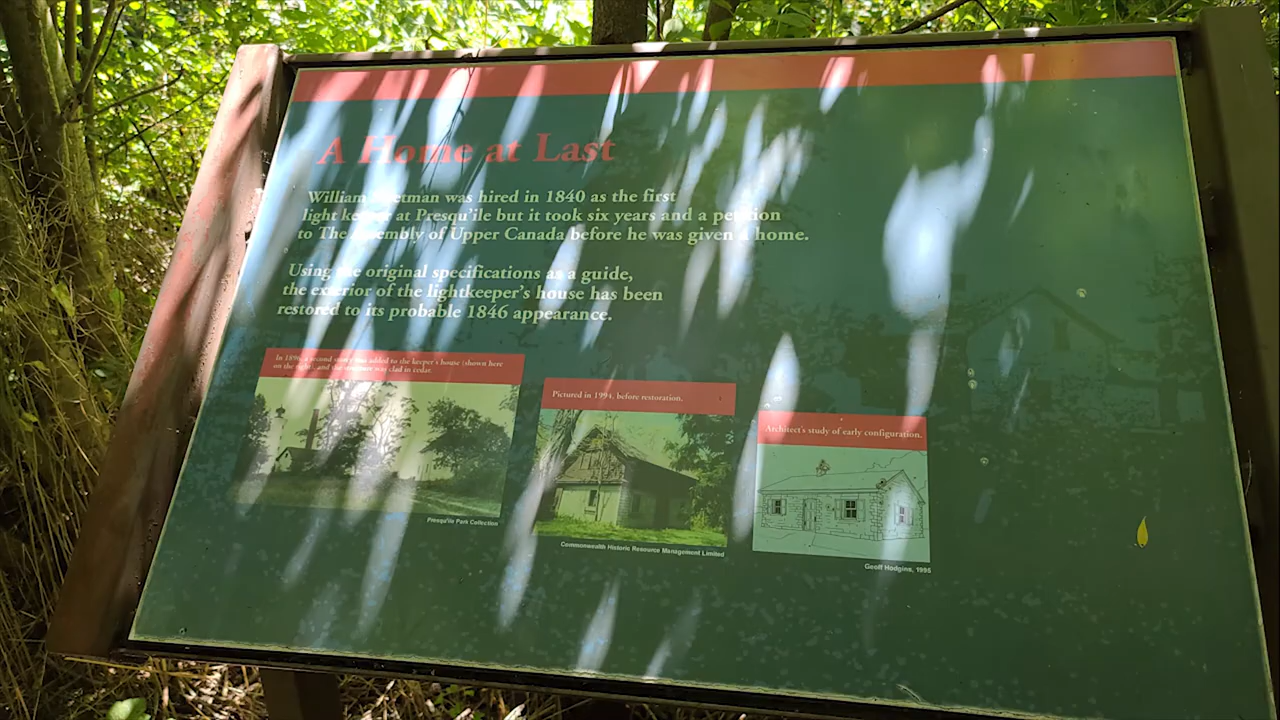 A Home at Last
William was hired in 1840 as the first
light keeper at Presqu'ile but it took six years and a petition
to The Assembly of Upper Canada before he was given a home.
Using the original specifications as a guide,
the exterior of the lightkeeper's house has been
restored to its probable 1846 appearance.
In 1896, a second story was added to the keeper's house (shown here
on the right), and the structure was clad in cedar.
Presqu'ile Park Collection
Pictured in 1994, before restoration.
Commonwealth Historic Resource Management Limited
Architect's study of early configuration.
Geoff Hodgins, 1995